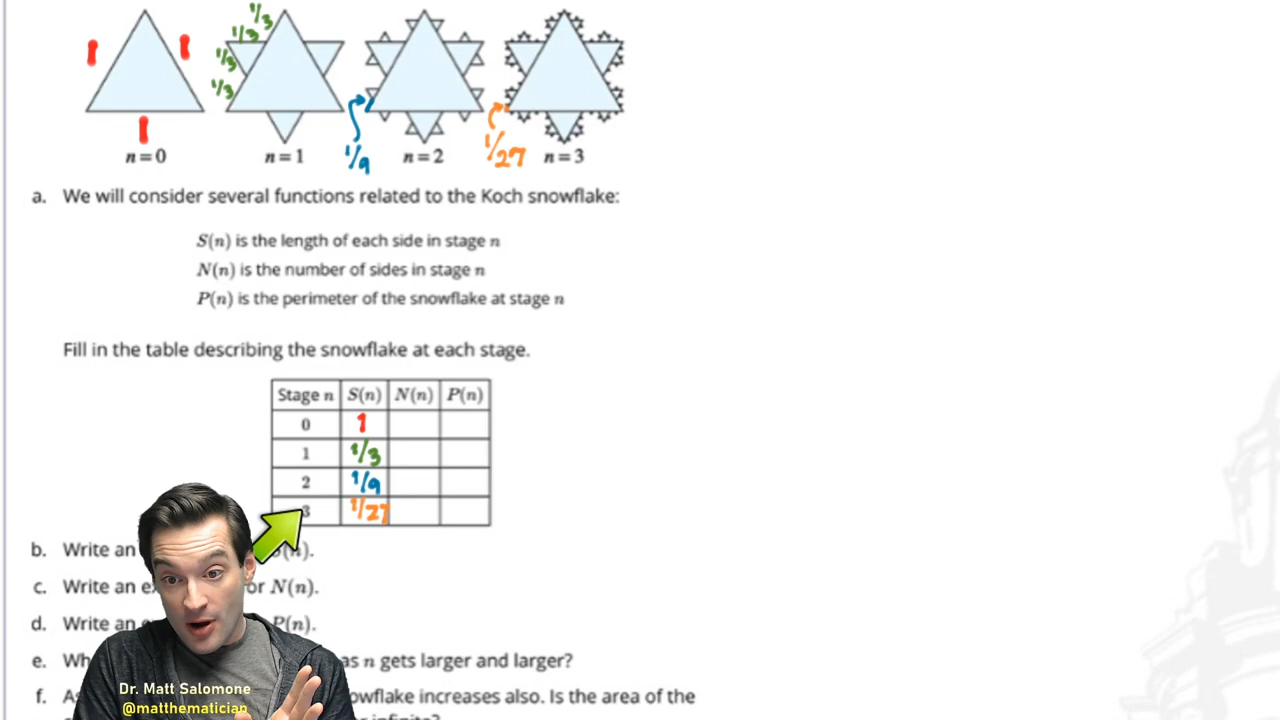 1/3
1/3
1 1 1/3
1/3
1
n=0 n=1 1/9 n=2 1/27 n=3
a. We will consider several functions related to the Koch snowflake:
S(n) is the length of each side in stage n
N(n) is the number of sides in stage n
P(n) is the perimeter of the snowflake at stage n
Fill in the table describing the snowflake at each stage.
Stage n S(n) N(n) P(n)
0 1
1 1/3
2 1/9
3 1/27
b. Write an (n).
c. Write an or N(n).
d. Write an P(n).
e. as n gets larger and larger?
f. owflake increases also. Is the area of the
Dr. Matt Salomone
@matthematician